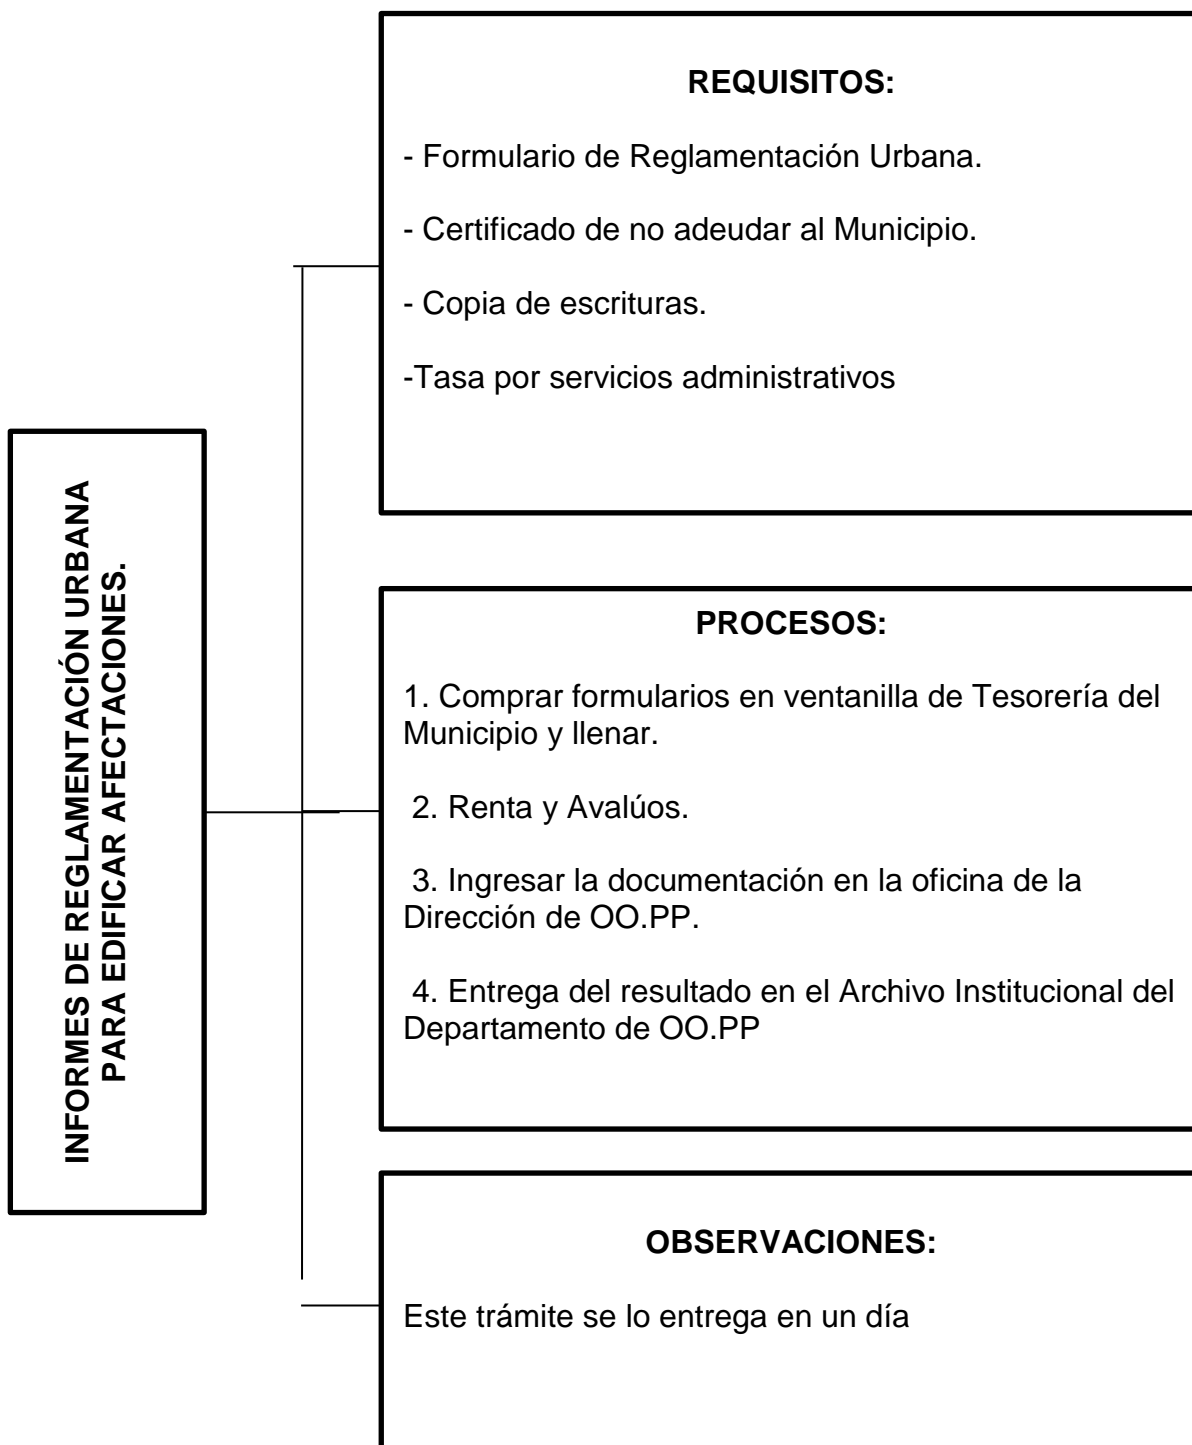 INFORMES DE REGLAMENTACIÓN URBANA
PARA EDIFICAR AFECTACIONES.
REQUISITOS:
- Formulario de Reglamentación Urbana.
- Certificado de no adeudar al Municipio.
- Copia de escrituras.
-Tasa por servicios administrativos
PROCESOS:
1. Comprar formularios en ventanilla de Tesorería del
Municipio y llenar.
2. Renta y Avalúos.
3. Ingresar la documentación en la oficina de la
Dirección de OO.PP.
4. Entrega del resultado en el Archivo Institucional del
Departamento de OO.PP
OBSERVACIONES:
Este trámite se lo entrega en un día